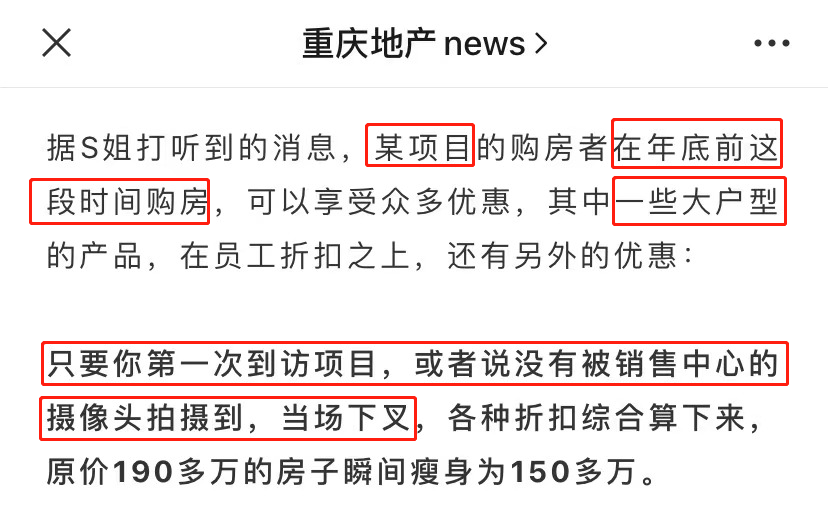 重庆地产news
据S姐打听到的消息，某项目的购房者在年底前这
段时间购房，可以享受众多优惠，其中一些大户型
的产品，在员工折扣之上，还有另外的优惠：
只要你第一次到访项目，或者说没有被销售中心的
摄像头拍摄到，当场下叉，各种折扣综合算下来，
原价190多万的房子瞬间瘦身为150多万。